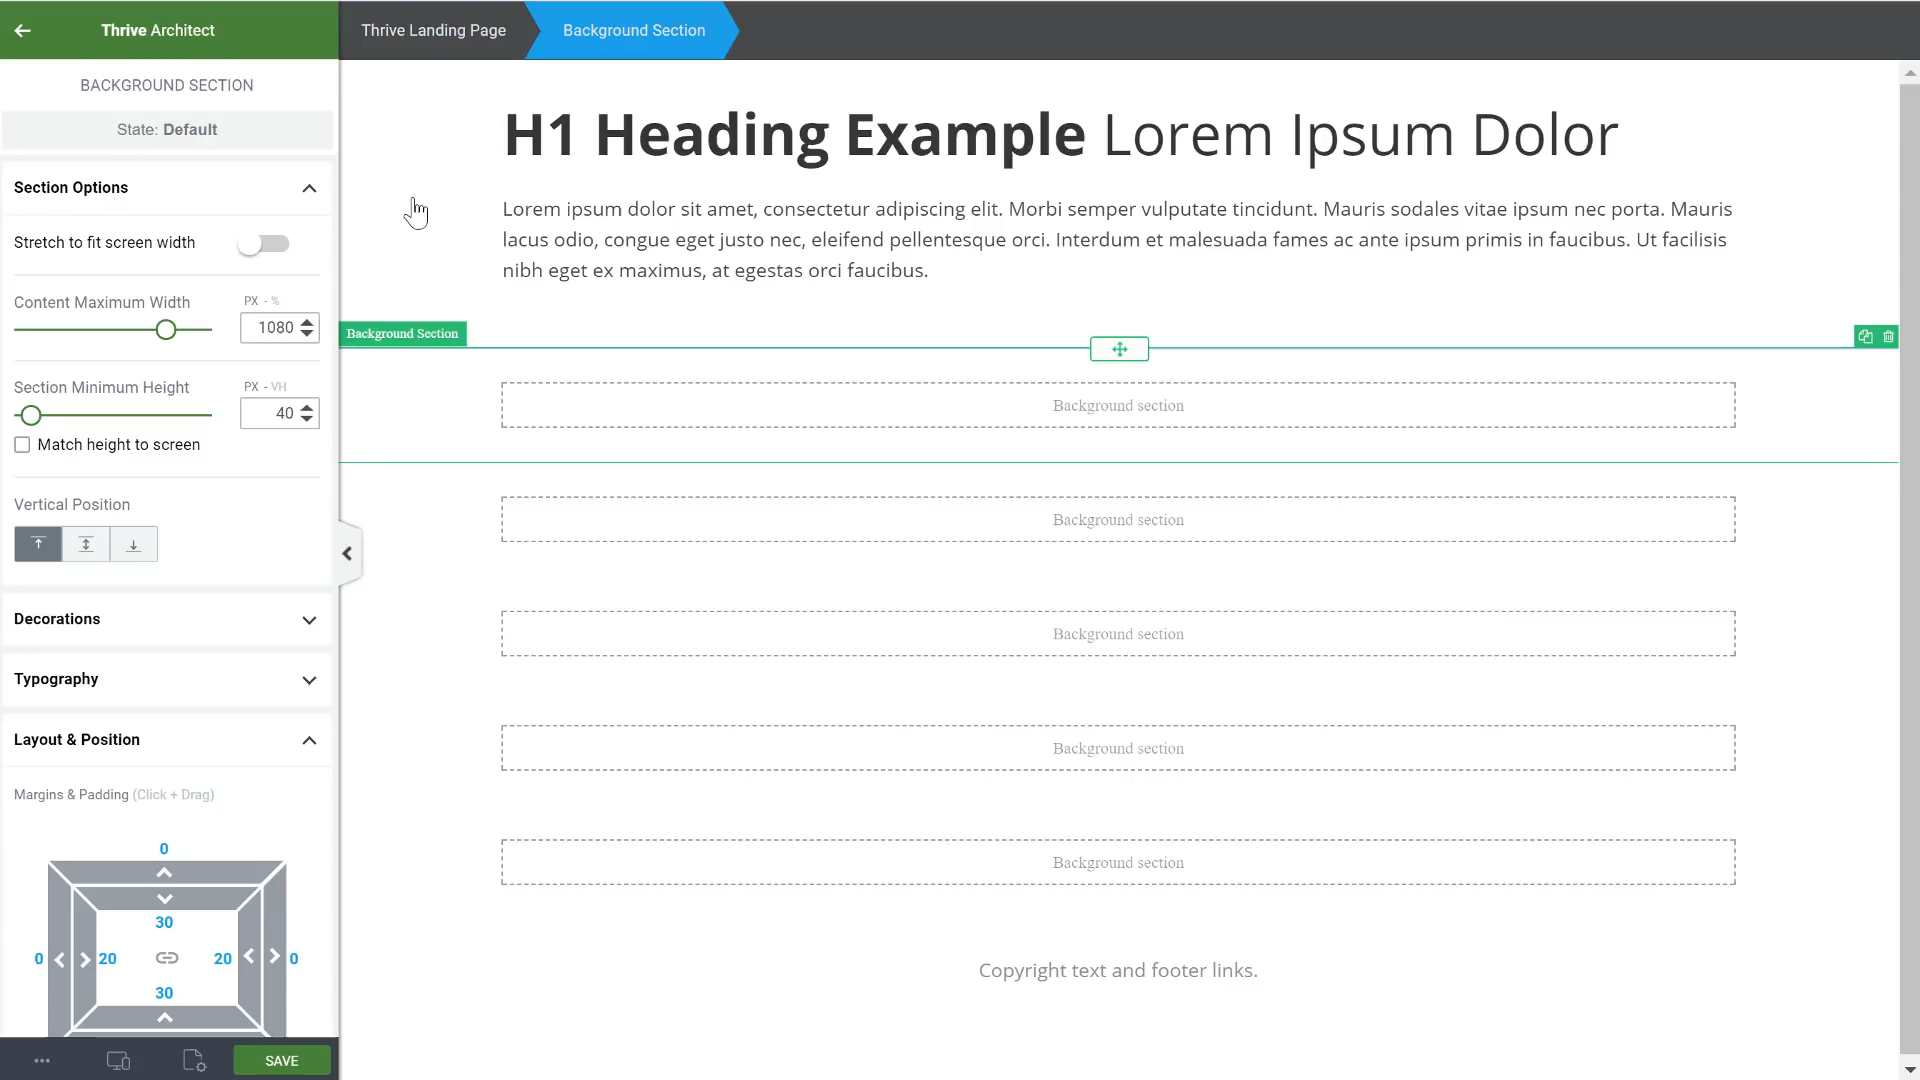 Thrive Architect
Thrive Landing Page
Background Section
BACKGROUND SECTION
State: Default
Section Options
Stretch to fit screen width
Content Maximum Width
PX - %
1080
Section Minimum Height
PX - VH
40
Match height to screen
Vertical Position
Decorations
Typography
Layout & Position
Margins & Padding (Click + Drag)
0
30
0 20 20 0
30
SAVE
H1 Heading Example Lorem Ipsum Dolor
Lorem ipsum dolor sit amet, consectetur adipiscing elit. Morbi semper vulputate tincidunt. Mauris sodales vitae ipsum nec porta. Mauris
lacus odio, congue eget justo nec, eleifend pellentesque orci. Interdum et malesuada fames ac ante ipsum primis in faucibus. Ut facilisis
nibh eget ex maximus, at egestas orci faucibus.
Background Section
Background section
Background section
Background section
Background section
Background section
Copyright text and footer links.